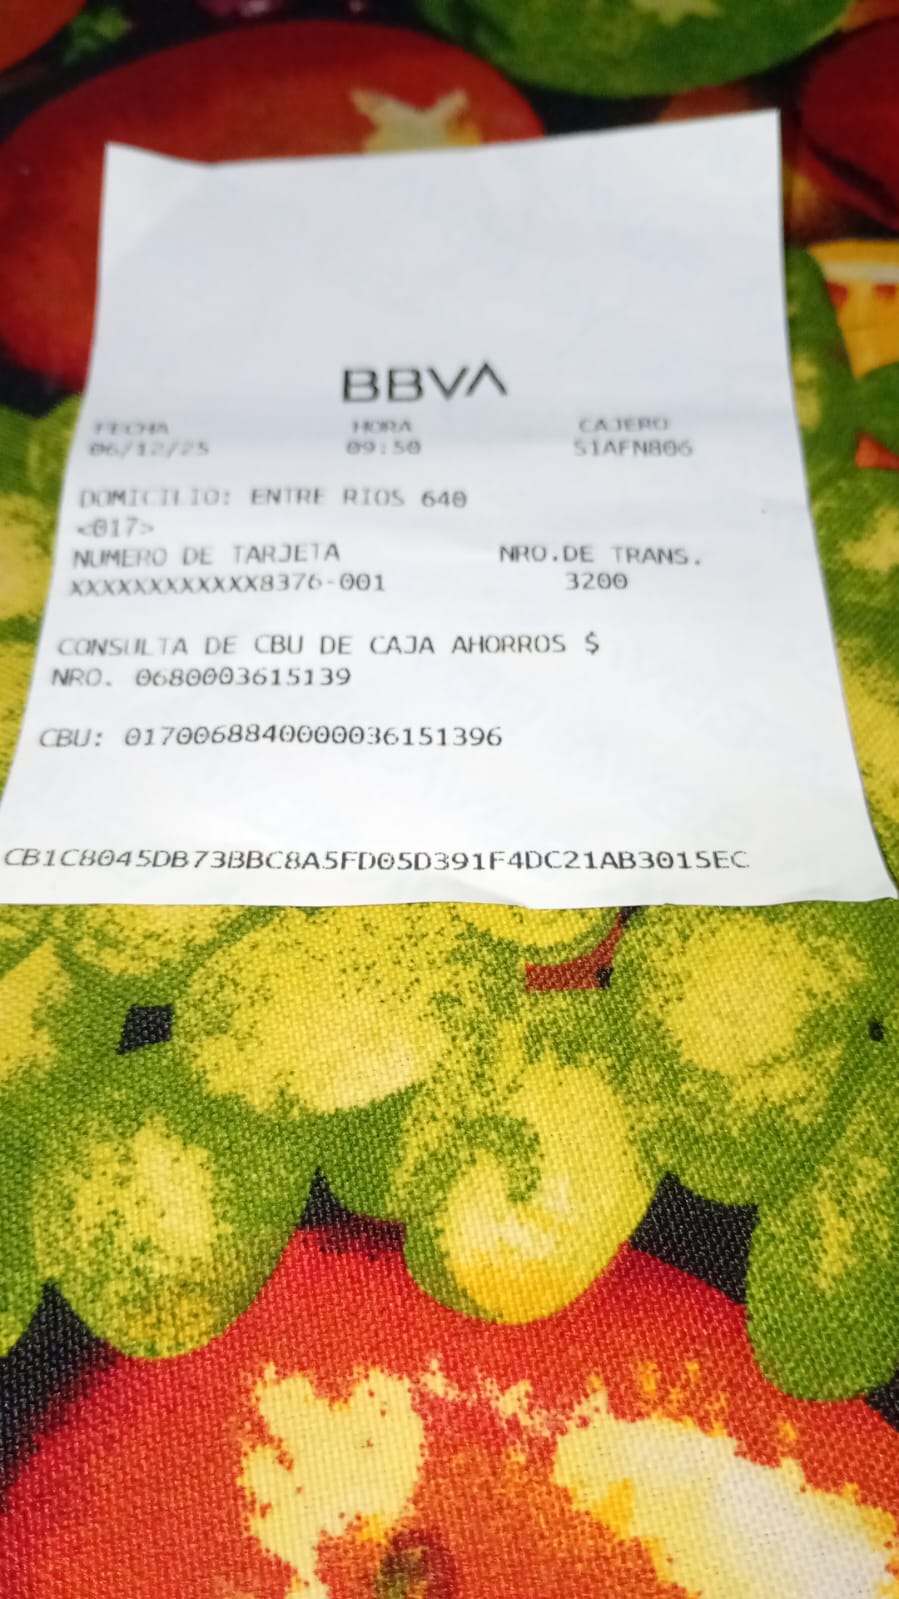 BBVA
FECHA HORA CAJERO
06/12/25 09:50 S1AFN806
DOMICILIO: ENTRE RIOS 640
<017>
NUMERO DE TARJETA NRO.DE TRANS.
XXXXXXXXXXXX8376-001 3200
CONSULTA DE CBU DE CAJA AHORROS $
NRO. 0680003615139
CBU: 0170068840000036151396
CB1C8045DB73BBC8A5FD05D391F4DC21AB3015EC